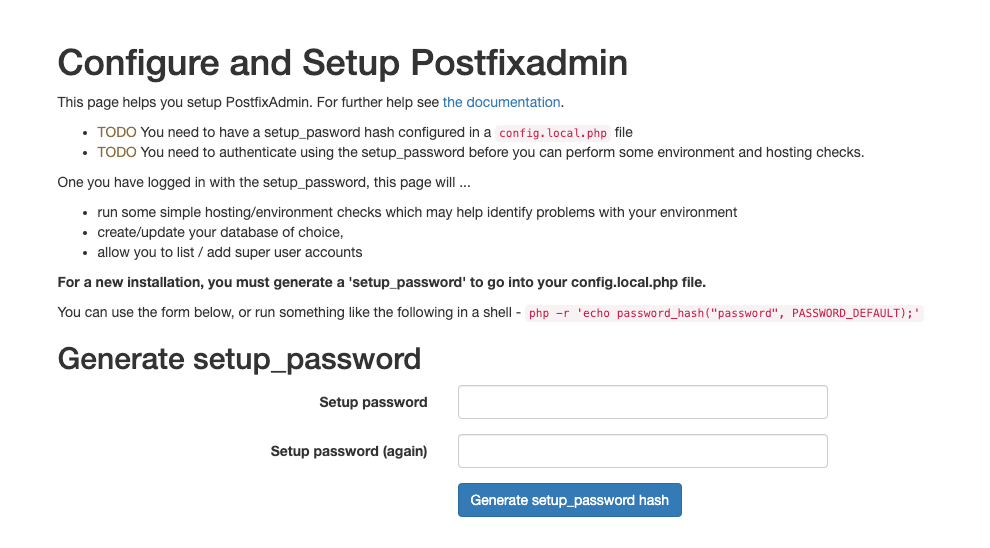 Configure and Setup Postfixadmin
This page helps you setup PostfixAdmin. For further help see the documentation.
TODO You need to have a setup_pasword hash configured in a config.local.php file
TODO You need to authenticate using the setup_password before you can perform some environment and hosting checks.
One you have logged in with the setup_password, this page will ...
run some simple hosting/environment checks which may help identify problems with your environment
create/update your database of choice,
allow you to list / add super user accounts
For a new installation, you must generate a 'setup_password' to go into your config.local.php file.
You can use the form below, or run something like the following in a shell - php -r 'echo password_hash("password", PASSWORD_DEFAULT);'
Generate setup_password
Setup password
Setup password (again)
Generate setup_password hash